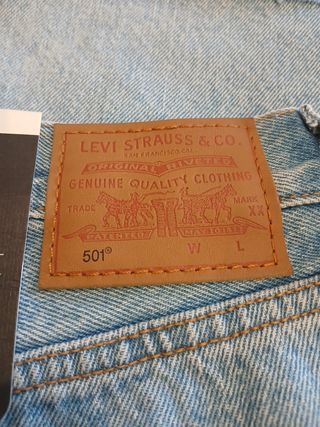 LEVI STRAUSS & CO.
SAN FRANCISCO CAL.
ORIGINAL RIVETED
GENUINE QUALITY CLOTHING
TRADE MARK
XX
PATENTED MAY 20 1873
501® W L